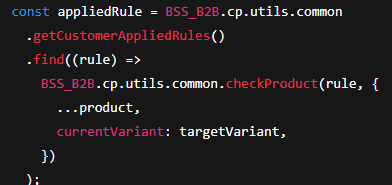 const appliedRule = BSS_B2B.cp.utils.common
.getCustomerAppliedRules()
.find((rule) =>
BSS_B2B.cp.utils.common.checkProduct(rule, {
...product,
currentVariant: targetVariant,
})
);